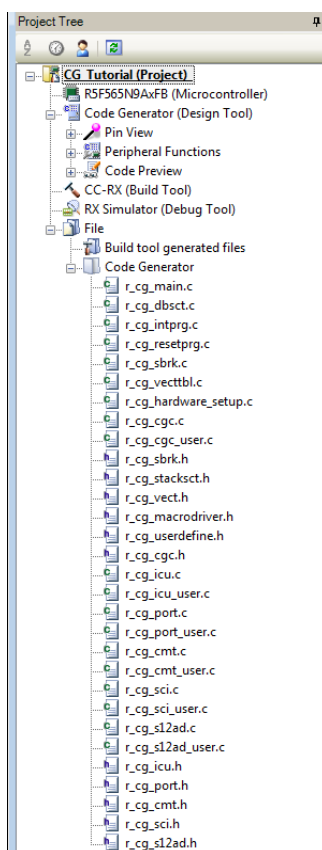 Project Tree
CG_Tutorial (Project)
R5F565N9AxFB (Microcontroller)
Code Generator (Design Tool)
Pin View
Peripheral Functions
Code Preview
CC-RX (Build Tool)
RX Simulator (Debug Tool)
File
Build tool generated files
Code Generator
r_cg_main.c
r_cg_dbsct.c
r_cg_intprg.c
r_cg_resetprg.c
r_cg_sbrk.c
r_cg_vecttbl.c
r_cg_hardware_setup.c
r_cg_cgc.c
r_cg_cgc_user.c
r_cg_sbrk.h
r_cg_stacksct.h
r_cg_vect.h
r_cg_macrodriver.h
r_cg_userdefine.h
r_cg_cgc.h
r_cg_icu.c
r_cg_icu_user.c
r_cg_port.c
r_cg_port_user.c
r_cg_cmt.c
r_cg_cmt_user.c
r_cg_sci.c
r_cg_sci_user.c
r_cg_s12ad.c
r_cg_s12ad_user.c
r_cg_icu.h
r_cg_port.h
r_cg_cmt.h
r_cg_sci.h
r_cg_s12ad.h